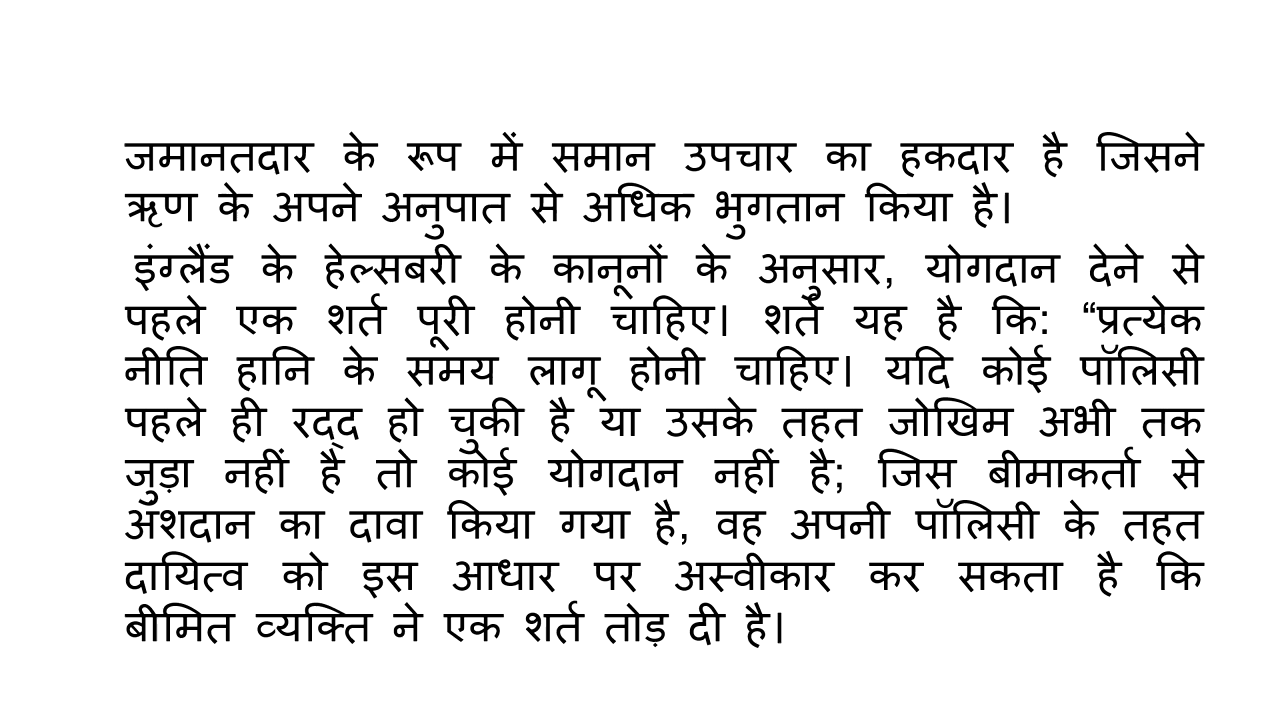 जमानतदार के रूप में समान उपचार का हकदार है जिसने
ऋण के अपने अनुपात से अधिक भुगतान किया है।
इंग्लैंड के हेल्सबरी के कानूनों के अनुसार, योगदान देने से
पहले एक शर्त पूरी होनी चाहिए। शर्त यह है कि: “प्रत्येक
नीति हानि के समय लागू होनी चाहिए। यदि कोई पॉलिसी
पहले ही रद्द हो चुकी है या उसके तहत जोखिम अभी तक
जुड़ा नहीं है तो कोई योगदान नहीं है; जिस बीमाकर्ता से
अंशदान का दावा किया गया है, वह अपनी पॉलिसी के तहत
दायित्व को इस आधार पर अस्वीकार कर सकता है कि
बीमित व्यक्ति ने एक शर्त तोड़ दी है।